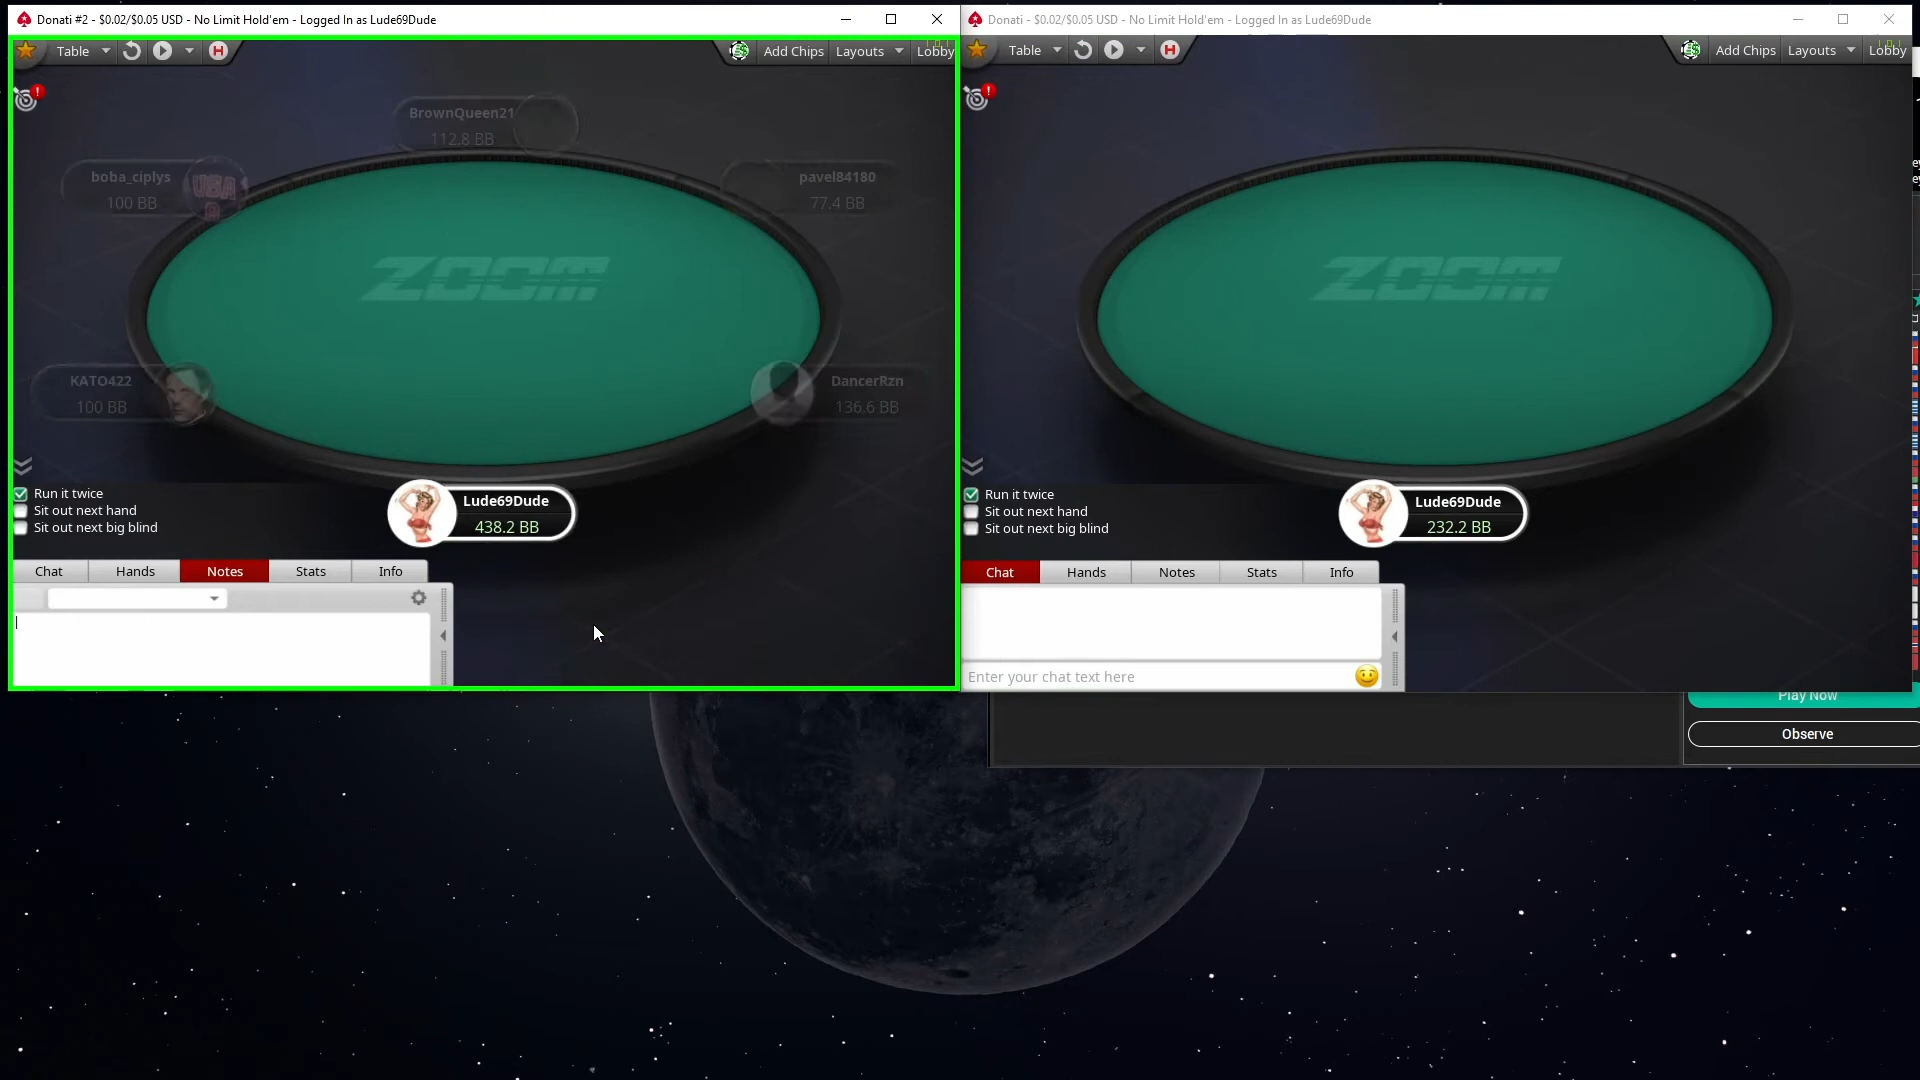 Donati #2 - $0.02/$0.05 USD - No Limit Hold'em - Logged In as Lude69Dude
Table
H
Add Chips
Layouts
Lobby
!
BrownQueen21
112.8 BB
boba_ciplys
100 BB
pavel84180
77.4 BB
ZOOM
KATO422
100 BB
DancerRzn
136.6 BB
Run it twice
Sit out next hand
Sit out next big blind
Lude69Dude
438.2 BB
Chat
Hands
Notes
Stats
Info
Donati - $0.02/$0.05 USD - No Limit Hold'em - Logged In as Lude69Dude
Table
H
Add Chips
Layouts
Lobby
!
ZOOM
Run it twice
Sit out next hand
Sit out next big blind
Lude69Dude
232.2 BB
Chat
Hands
Notes
Stats
Info
Enter your chat text here
Play Now
Observe